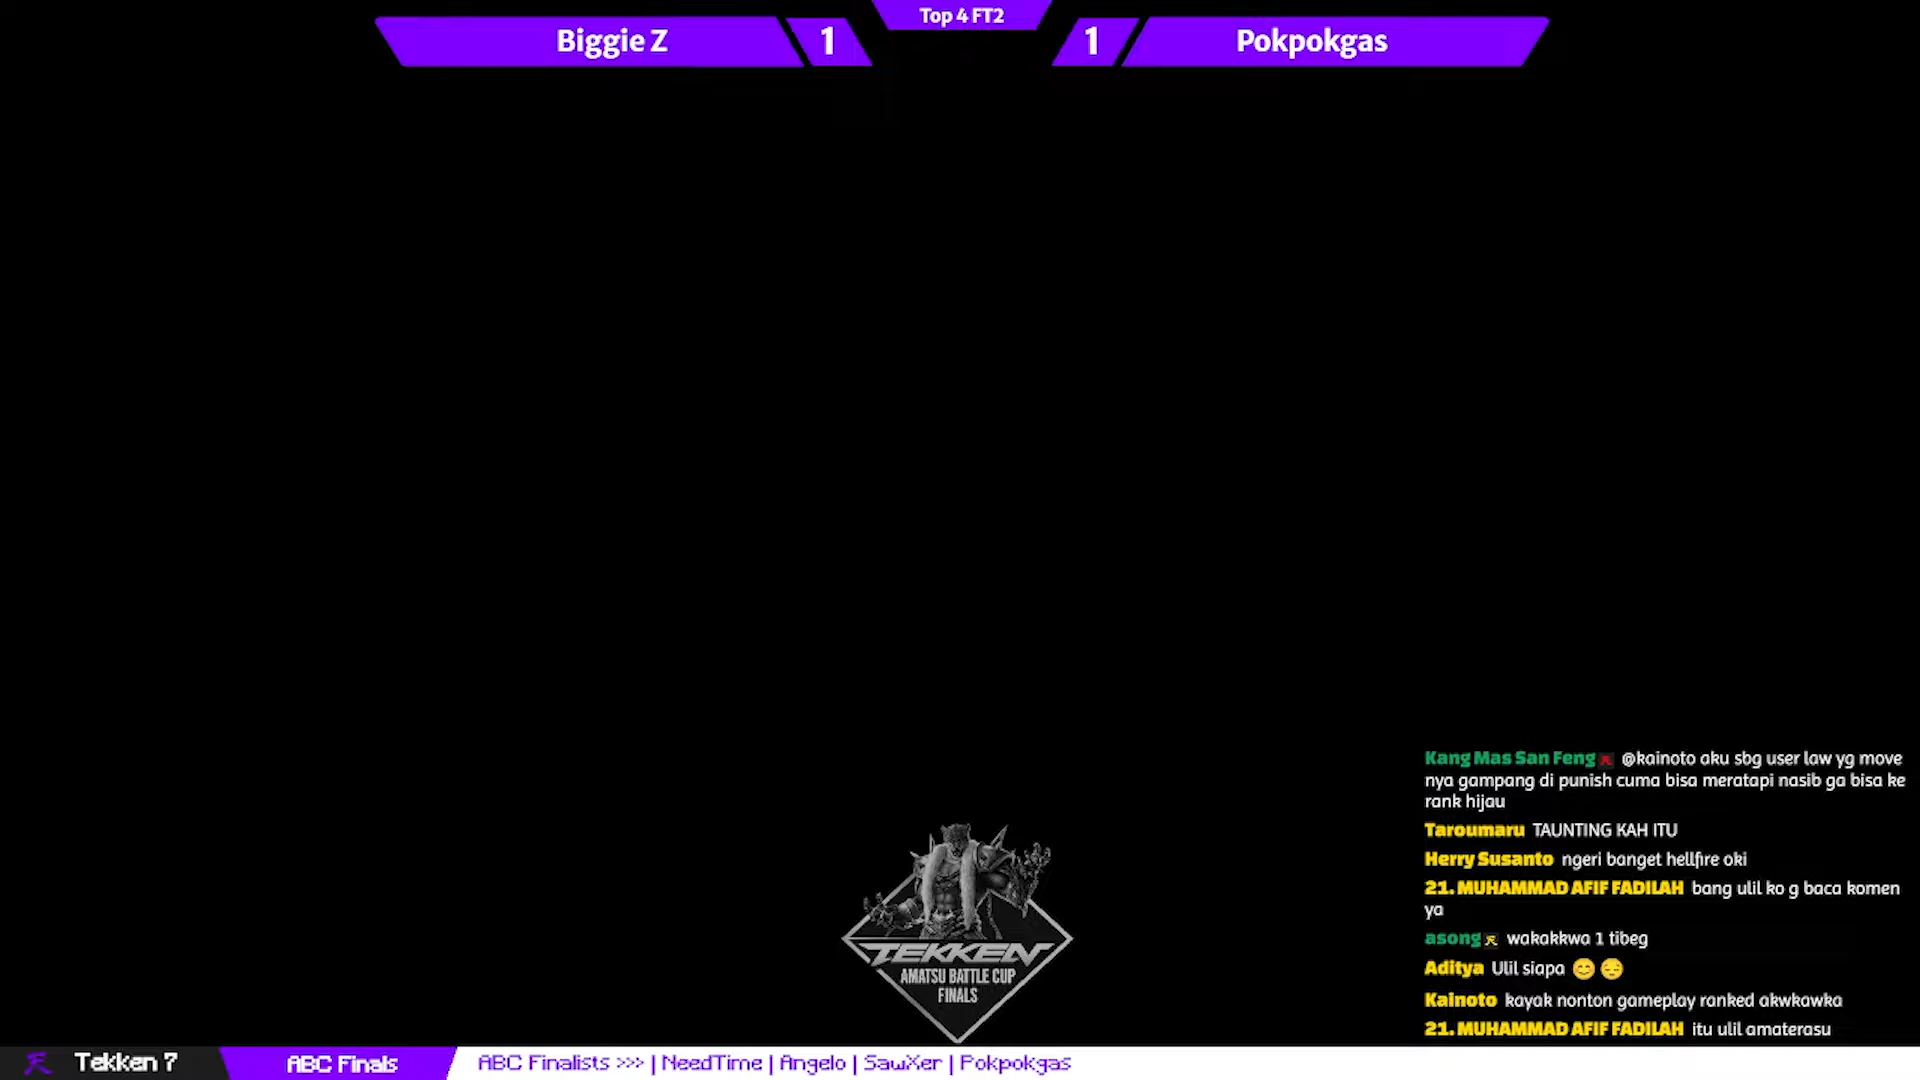 Top 4 FT2
Biggie Z 1 1 Pokpokgas
Kang Mas San Feng @kainoto aku sbg user law yg move
nya gampang di punish cuma bisa meratapi nasib ga bisa ke
rank hijau
Taroumaru TAUNTING KAH ITU
Herry Susanto ngeri banget hellfire oki
21. MUHAMMAD AFIF FADILAH bang ulil ko g baca komen
ya
asong wakakkwa 1 tibeg
Aditya Ulil siapa 😊 😔
Kainoto kayak nonton gameplay ranked akwkawka
21. MUHAMMAD AFIF FADILAH itu ulil amaterasu
TEKKEN
AMATSU BATTLE CUP
FINALS
Tekken 7 ABC Finals ABC Finalists >>> | NeedTime | Angelo | SawXer | Pokpokgas